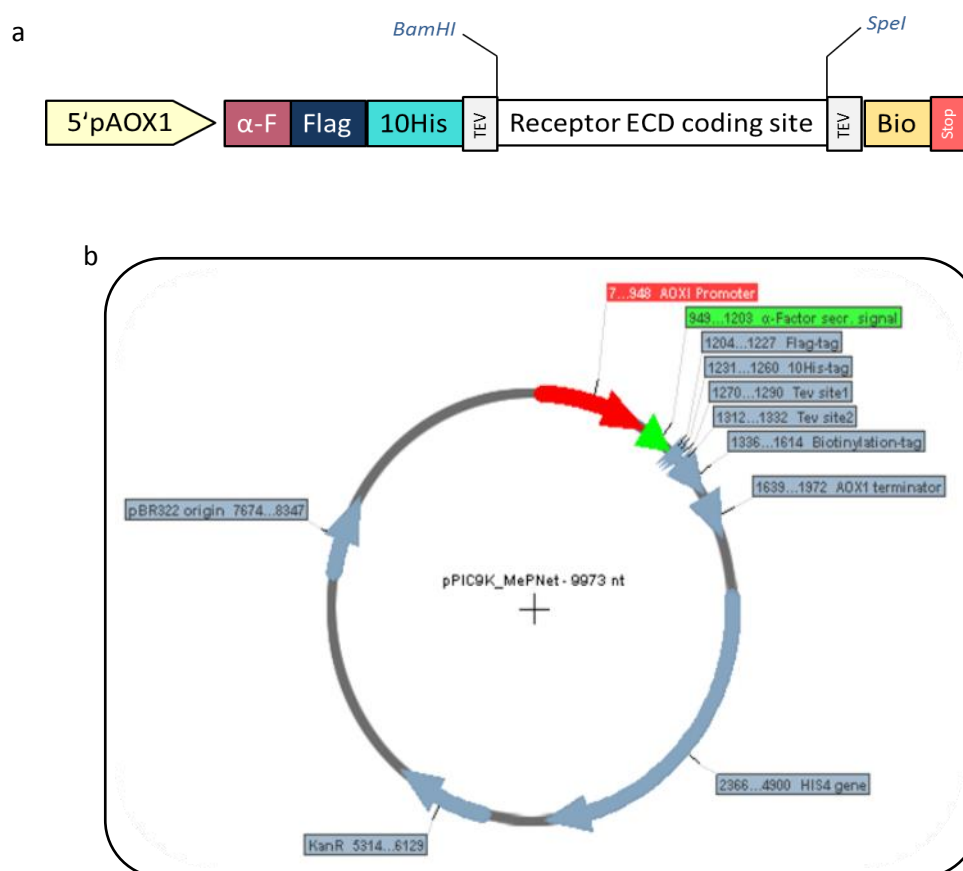 a
BamHI
SpeI
5'pAOX1
α-F
Flag
10His
TEV
Receptor ECD coding site
TEV
Bio
Stop
b
7...948 AOXI Promoter
949...1203 α-Factor secr. signal
1204...1227 Flag-tag
1231...1260 10His-tag
1270...1290 Tev site1
1312...1332 Tev site2
1336...1614 Biotinylation-tag
1639...1972 AOX1 terminator
pBR322 origin 7674...8347
pPIC9K_MePNet - 9973 nt
2366...4900 HIS4 gene
KanR 5314...6129